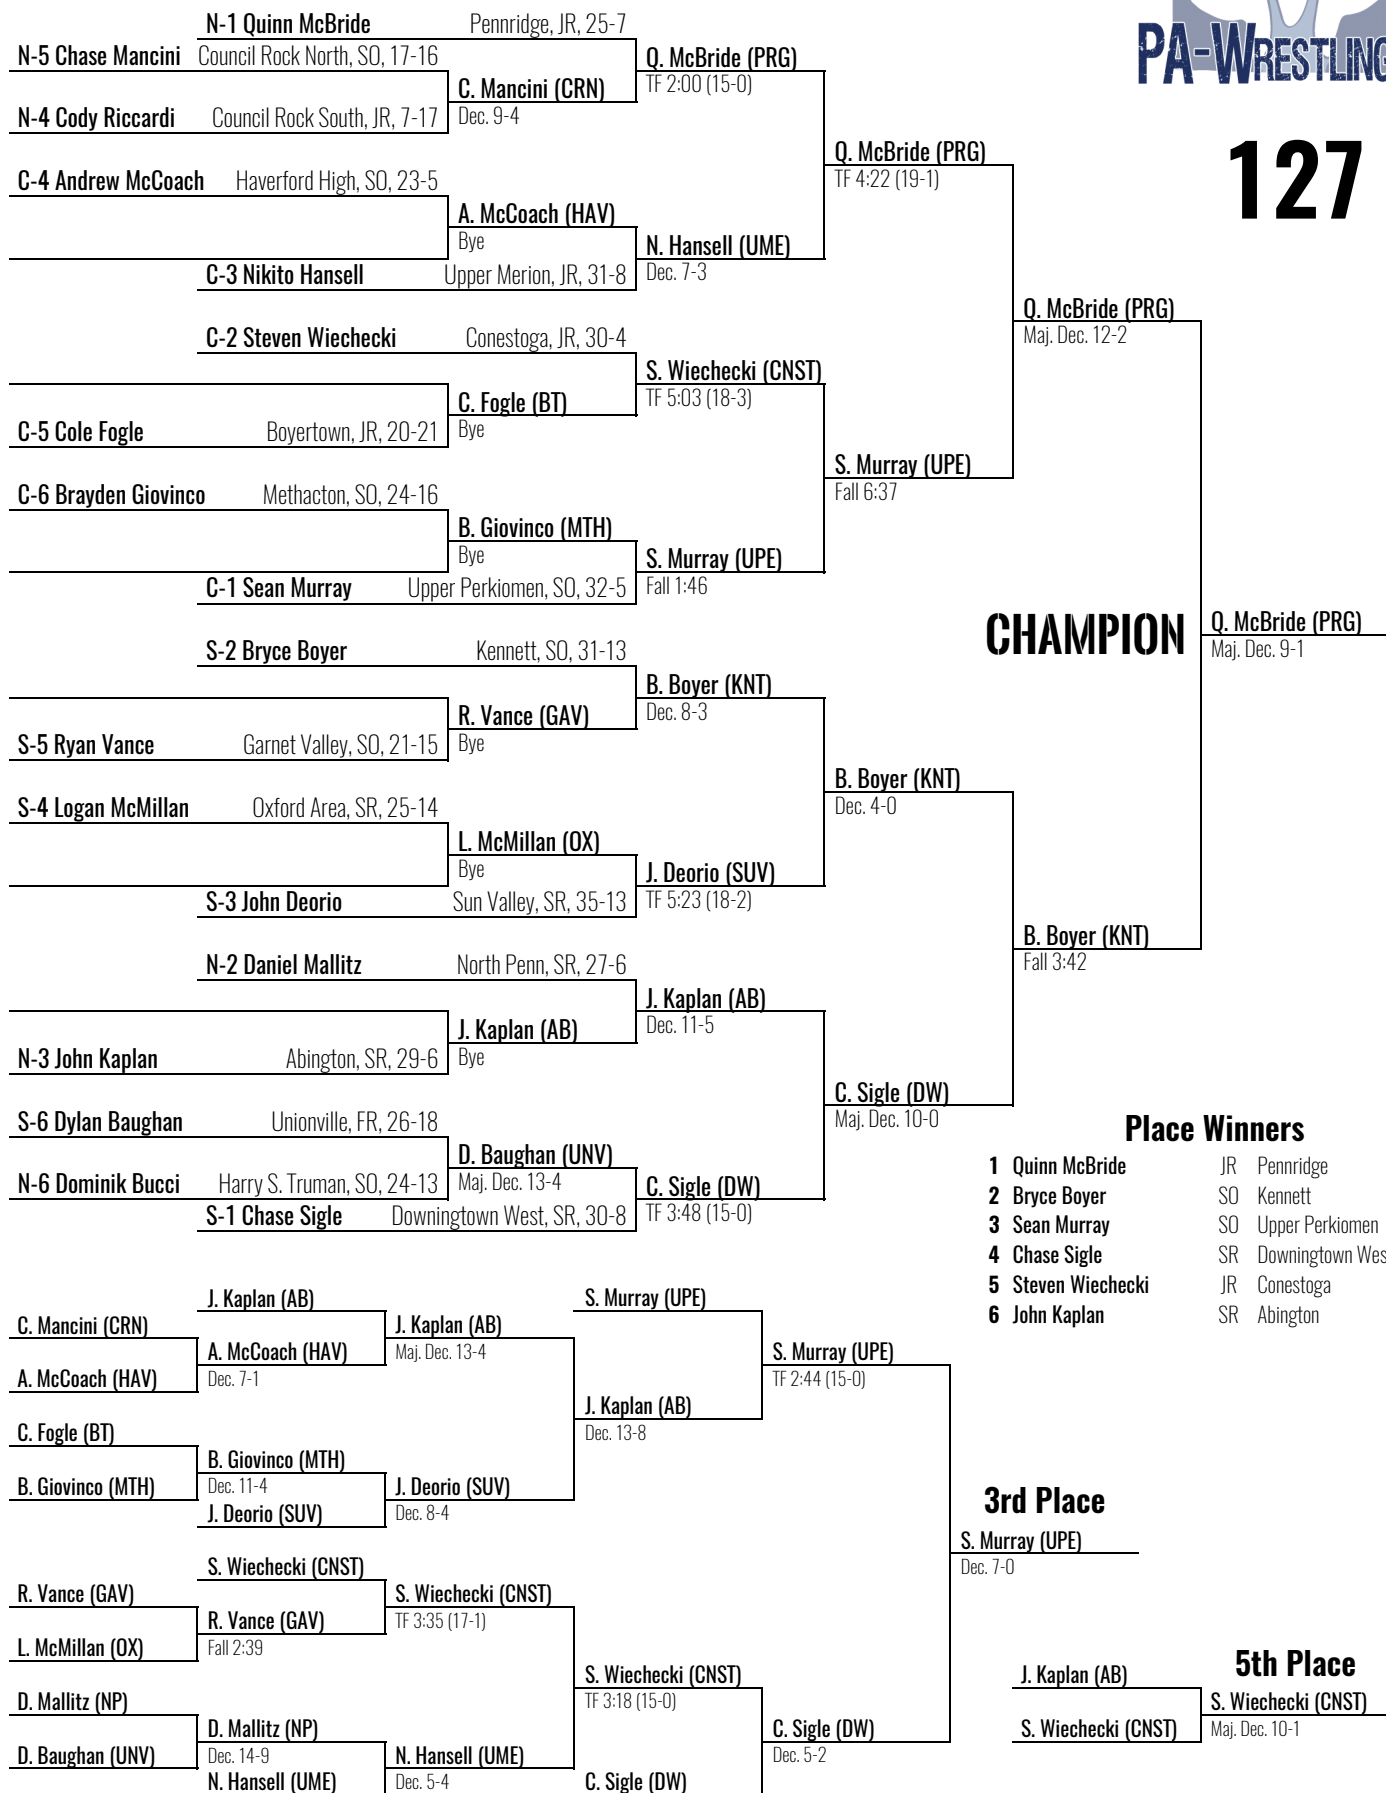 N-1 Quinn McBride Pennridge, JR, 25-7
PA-WRESTLING
N-5 Chase Mancini Council Rock North, SO, 17-16
Q. McBride (PRG)
TF 2:00 (15-0)
C. Mancini (CRN)
Dec. 9-4
N-4 Cody Riccardi Council Rock South, JR, 7-17
127
Q. McBride (PRG)
TF 4:22 (19-1)
C-4 Andrew McCoach Haverford High, SO, 23-5
A. McCoach (HAV)
Bye
N. Hansell (UME)
Dec. 7-3
C-3 Nikito Hansell Upper Merion, JR, 31-8
Q. McBride (PRG)
Maj. Dec. 12-2
C-2 Steven Wiechecki Conestoga, JR, 30-4
S. Wiechecki (CNST)
TF 5:03 (18-3)
C. Fogle (BT)
Bye
C-5 Cole Fogle Boyertown, JR, 20-21
S. Murray (UPE)
Fall 6:37
C-6 Brayden Giovinco Methacton, SO, 24-16
B. Giovinco (MTH)
Bye
S. Murray (UPE)
Fall 1:46
C-1 Sean Murray Upper Perkiomen, SO, 32-5
CHAMPION
Q. McBride (PRG)
Maj. Dec. 9-1
S-2 Bryce Boyer Kennett, SO, 31-13
B. Boyer (KNT)
Dec. 8-3
R. Vance (GAV)
Bye
S-5 Ryan Vance Garnet Valley, SO, 21-15
B. Boyer (KNT)
Dec. 4-0
S-4 Logan McMillan Oxford Area, SR, 25-14
L. McMillan (OX)
Bye
J. Deorio (SUV)
TF 5:23 (18-2)
S-3 John Deorio Sun Valley, SR, 35-13
B. Boyer (KNT)
Fall 3:42
N-2 Daniel Mallitz North Penn, SR, 27-6
J. Kaplan (AB)
Dec. 11-5
J. Kaplan (AB)
Bye
N-3 John Kaplan Abington, SR, 29-6
C. Sigle (DW)
Maj. Dec. 10-0
S-6 Dylan Baughan Unionville, FR, 26-18
D. Baughan (UNV)
Maj. Dec. 13-4
N-6 Dominik Bucci Harry S. Truman, SO, 24-13
C. Sigle (DW)
TF 3:48 (15-0)
S-1 Chase Sigle Downingtown West, SR, 30-8
Place Winners
1 Quinn McBride JR Pennridge
2 Bryce Boyer SO Kennett
3 Sean Murray SO Upper Perkiomen
4 Chase Sigle SR Downingtown Wes
5 Steven Wiechecki JR Conestoga
6 John Kaplan SR Abington
J. Kaplan (AB)
S. Murray (UPE)
C. Mancini (CRN)
J. Kaplan (AB)
Maj. Dec. 13-4
A. McCoach (HAV)
Dec. 7-1
A. McCoach (HAV)
S. Murray (UPE)
TF 2:44 (15-0)
J. Kaplan (AB)
Dec. 13-8
C. Fogle (BT)
B. Giovinco (MTH)
Dec. 11-4
B. Giovinco (MTH)
J. Deorio (SUV)
Dec. 8-4
J. Deorio (SUV)
3rd Place
S. Murray (UPE)
Dec. 7-0
S. Wiechecki (CNST)
R. Vance (GAV)
S. Wiechecki (CNST)
TF 3:35 (17-1)
R. Vance (GAV)
Fall 2:39
L. McMillan (OX)
S. Wiechecki (CNST)
TF 3:18 (15-0)
J. Kaplan (AB)
5th Place
S. Wiechecki (CNST)
Maj. Dec. 10-1
S. Wiechecki (CNST)
D. Mallitz (NP)
D. Mallitz (NP)
Dec. 14-9
C. Sigle (DW)
Dec. 5-2
D. Baughan (UNV)
N. Hansell (UME)
Dec. 5-4
N. Hansell (UME)
C. Sigle (DW)